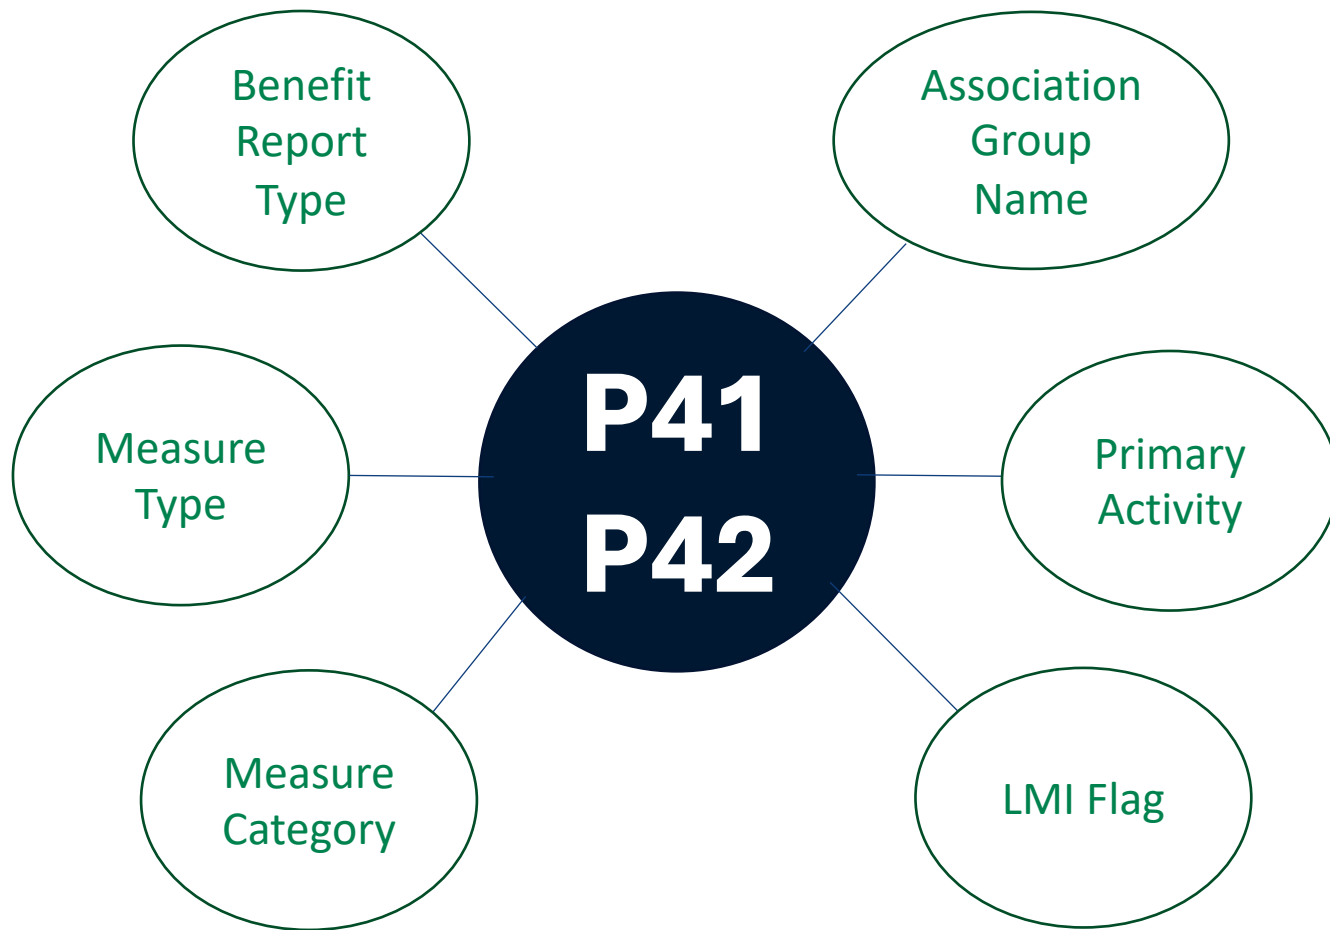 Benefit
Report
Type
Association
Group
Name
P41
P42
Measure
Type
Primary
Activity
Measure
Category
LMI Flag